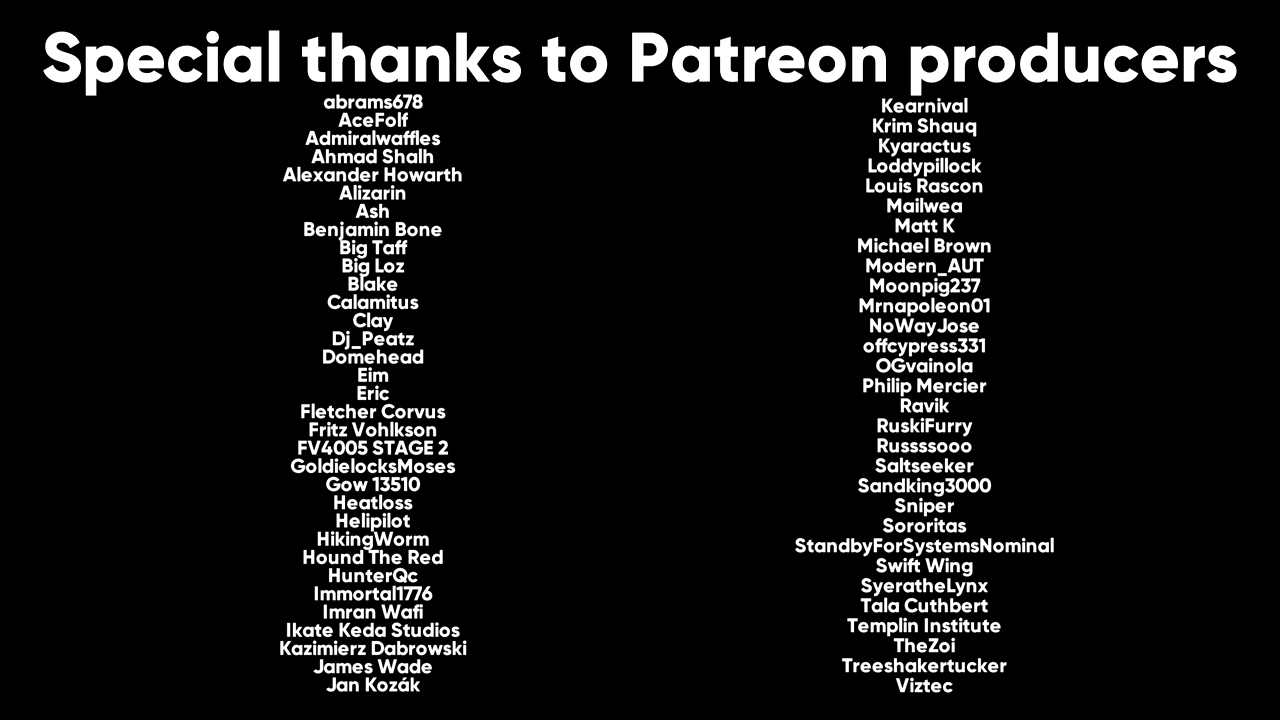 Special thanks to Patreon producers
abrams678
AceFolf
Admiralwaffles
Ahmad Shalh
Alexander Howarth
Alizarin
Ash
Benjamin Bone
Big Taff
Big Loz
Blake
Calamitus
Clay
Dj_Peatz
Domehead
Eim
Eric
Fletcher Corvus
Fritz Vohlkson
FV4005 STAGE 2
GoldielocksMoses
Gow 13510
Heatloss
Helipilot
HikingWorm
Hound The Red
HunterQc
Immortal1776
Imran Wafi
Ikate Keda Studios
Kazimierz Dabrowski
James Wade
Jan Kozák
Kearnival
Krim Shauq
Kyaractus
Loddypillock
Louis Rascon
Mailwea
Matt K
Michael Brown
Modern_AUT
Moonpig237
Mrnapoleon01
NoWayJose
offcypress331
OGvainola
Philip Mercier
Ravik
RuskiFurry
Russssooo
Saltseeker
Sandking3000
Sniper
Sororitas
StandbyForSystemsNominal
Swift Wing
SyeratheLynx
Tala Cuthbert
Templin Institute
TheZoi
Treeshakertucker
Viztec